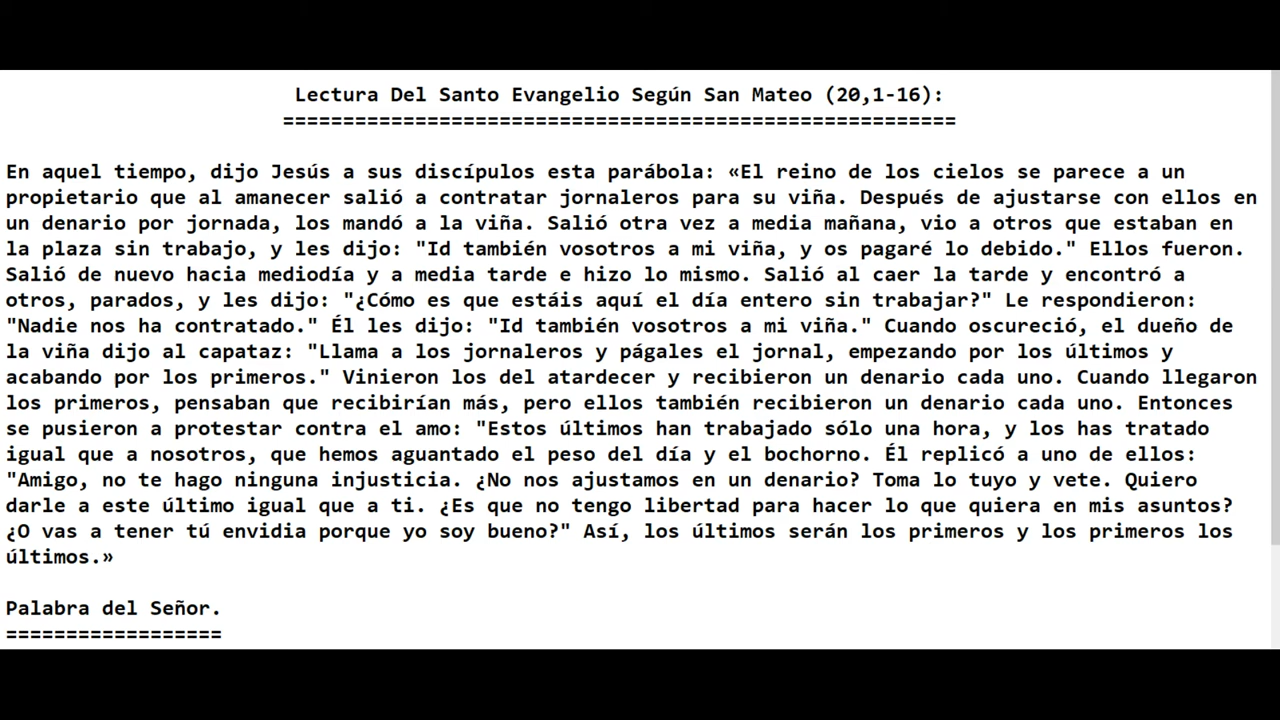 Lectura Del Santo Evangelio Según San Mateo (20,1-16):
========================================================
En aquel tiempo, dijo Jesús a sus discípulos esta parábola: «El reino de los cielos se parece a un
propietario que al amanecer salió a contratar jornaleros para su viña. Después de ajustarse con ellos en
un denario por jornada, los mandó a la viña. Salió otra vez a media mañana, vio a otros que estaban en
la plaza sin trabajo, y les dijo: "Id también vosotros a mi viña, y os pagaré lo debido." Ellos fueron.
Salió de nuevo hacia mediodía y a media tarde e hizo lo mismo. Salió al caer la tarde y encontró a
otros, parados, y les dijo: "¿Cómo es que estáis aquí el día entero sin trabajar?" Le respondieron:
"Nadie nos ha contratado." Él les dijo: "Id también vosotros a mi viña." Cuando oscureció, el dueño de
la viña dijo al capataz: "Llama a los jornaleros y págales el jornal, empezando por los últimos y
acabando por los primeros." Vinieron los del atardecer y recibieron un denario cada uno. Cuando llegaron
los primeros, pensaban que recibirían más, pero ellos también recibieron un denario cada uno. Entonces
se pusieron a protestar contra el amo: "Estos últimos han trabajado sólo una hora, y los has tratado
igual que a nosotros, que hemos aguantado el peso del día y el bochorno. Él replicó a uno de ellos:
"Amigo, no te hago ninguna injusticia. ¿No nos ajustamos en un denario? Toma lo tuyo y vete. Quiero
darle a este último igual que a ti. ¿Es que no tengo libertad para hacer lo que quiera en mis asuntos?
¿O vas a tener tú envidia porque yo soy bueno?" Así, los últimos serán los primeros y los primeros los
últimos.»
Palabra del Señor.
==================